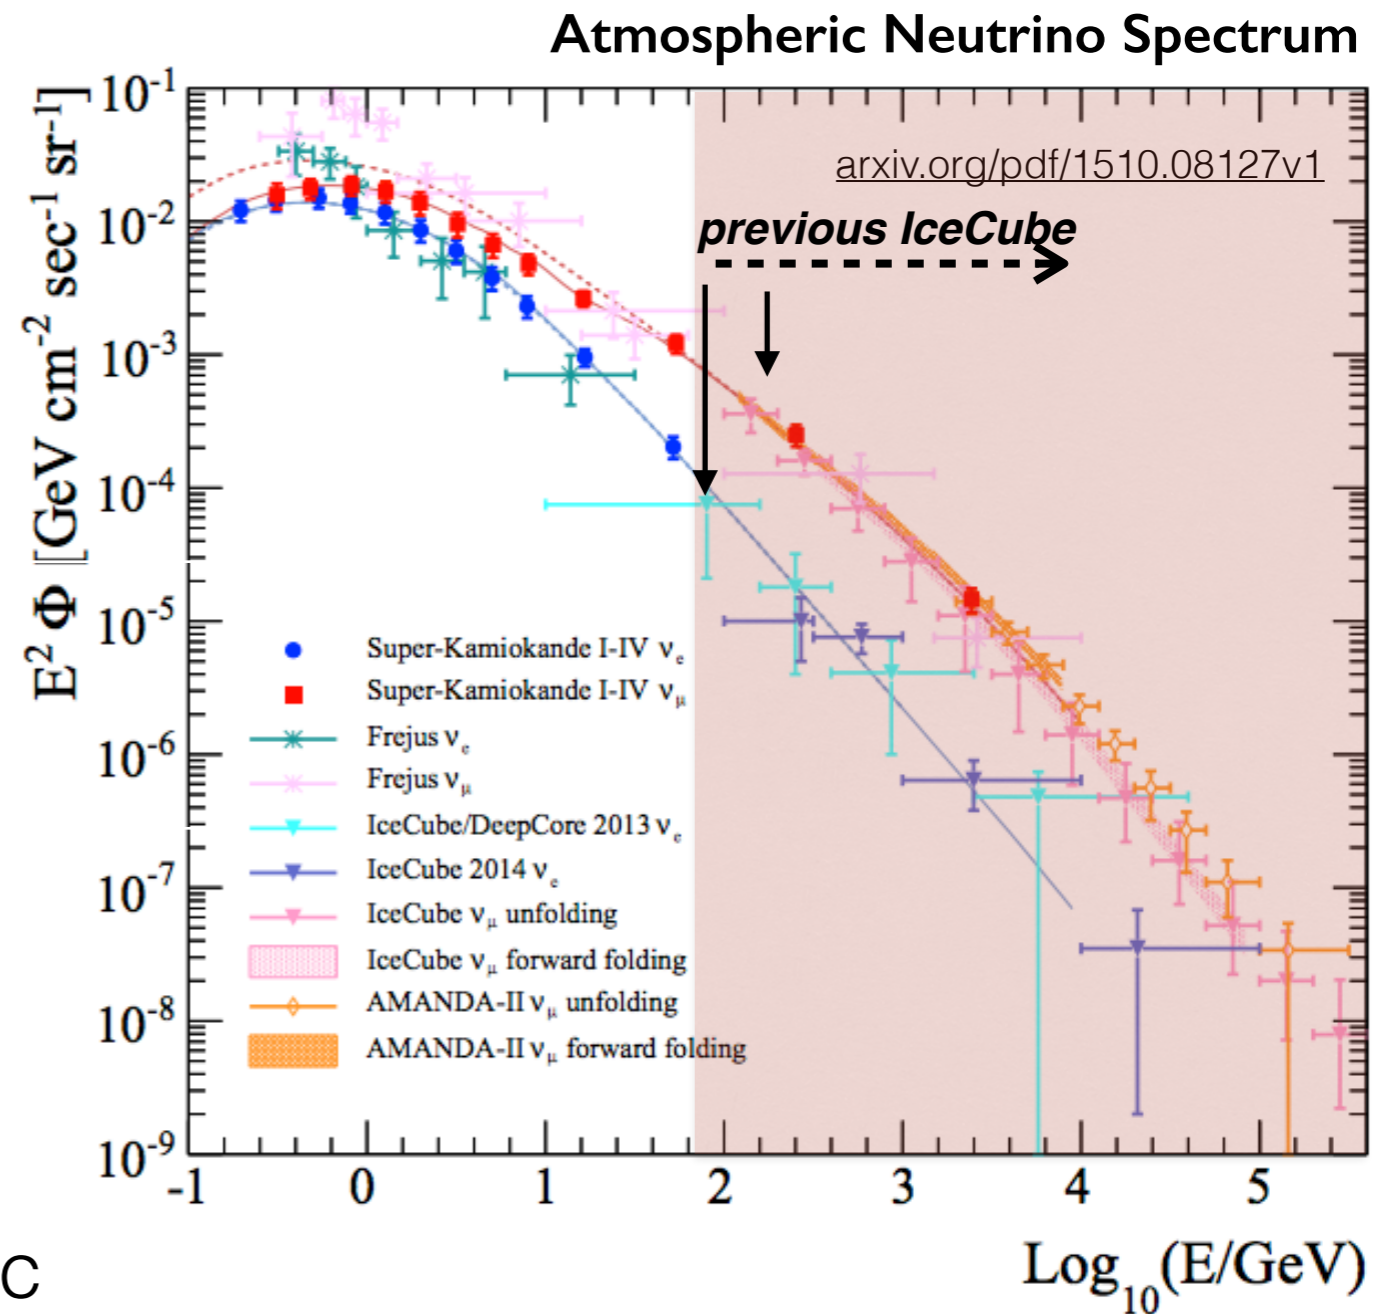 Atmospheric Neutrino Spectrum
arxiv.org/pdf/1510.08127v1
previous IceCube
E² Φ [GeV cm⁻² sec⁻¹ sr⁻¹]
10⁻¹
10⁻²
10⁻³
10⁻⁴
10⁻⁵
10⁻⁶
10⁻⁷
10⁻⁸
10⁻⁹
Super-Kamiokande I-IV νe
Super-Kamiokande I-IV νμ
Frejus νe
Frejus νμ
IceCube/DeepCore 2013 νe
IceCube 2014 νe
IceCube νμ unfolding
IceCube νμ forward folding
AMANDA-II νμ unfolding
AMANDA-II νμ forward folding
-1 0 1 2 3 4 5
Log₁₀(E/GeV)
C